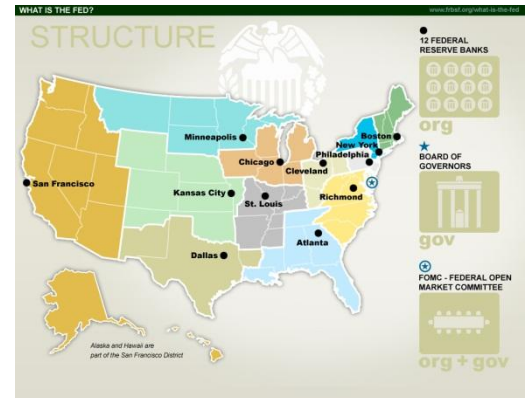 WHAT IS THE FED?
www.frbsf.org/what-is-the-fed
STRUCTURE
12 FEDERAL
RESERVE BANKS
org
BOARD OF
GOVERNORS
gov
FOMC - FEDERAL OPEN
MARKET COMMITTEE
org + gov
Minneapolis
Boston
New York
Chicago
Philadelphia
Cleveland
San Francisco
Kansas City
St. Louis
Richmond
Atlanta
Dallas
Alaska and Hawaii are
part of the San Francisco District